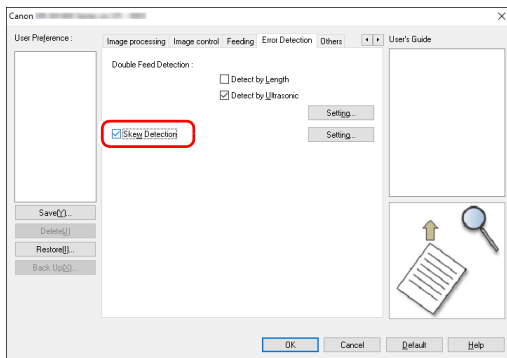 Canon
User Preference :
Image processing Image control Feeding Error Detection Others
User's Guide
Double Feed Detection :
Detect by Length
Detect by Ultrasonic
Setting...
Skew Detection
Setting...
Save(Y)...
Delete(J)
Restore(I)...
Back Up(X)...
OK Cancel Default Help